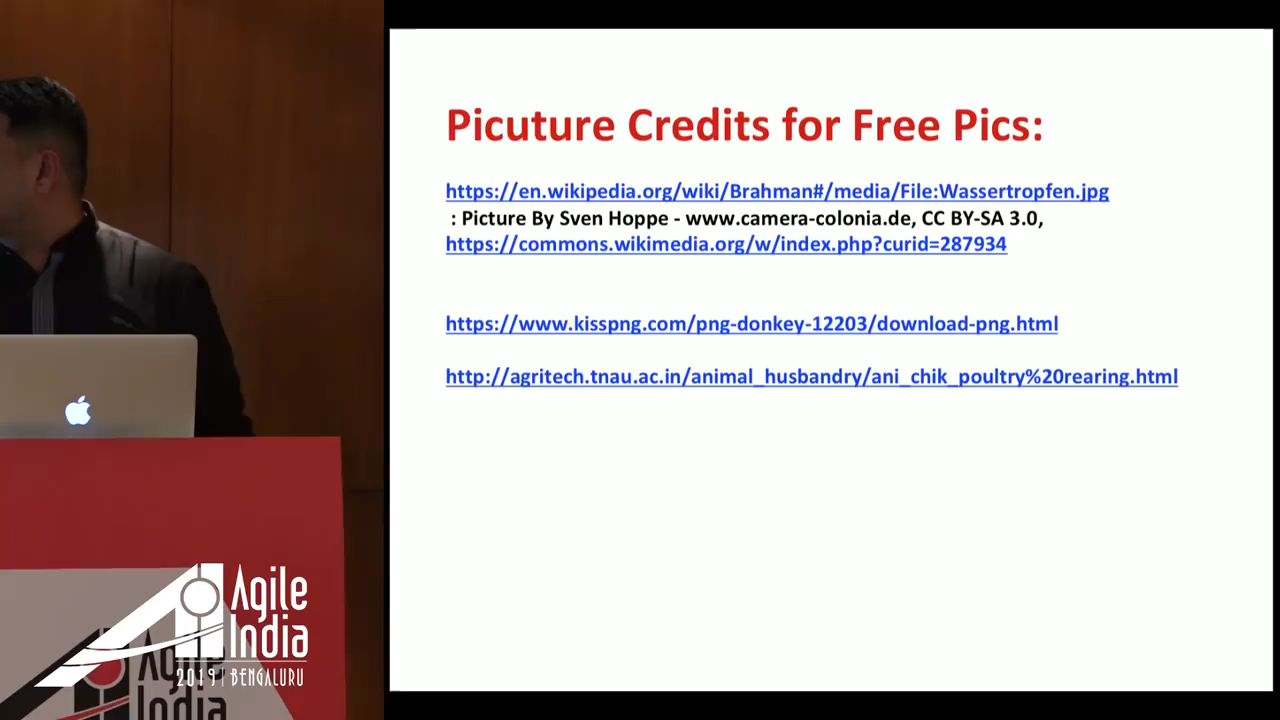 Picuture Credits for Free Pics:
https://en.wikipedia.org/wiki/Brahman#/media/File:Wassertropfen.jpg
: Picture By Sven Hoppe - www.camera-colonia.de, CC BY-SA 3.0,
https://commons.wikimedia.org/w/index.php?curid=287934
https://www.kisspng.com/png-donkey-12203/download-png.html
http://agritech.tnau.ac.in/animal_husbandry/ani_chik_poultry%20rearing.html
Agile
India
2019 | BENGALURU
Agile
India